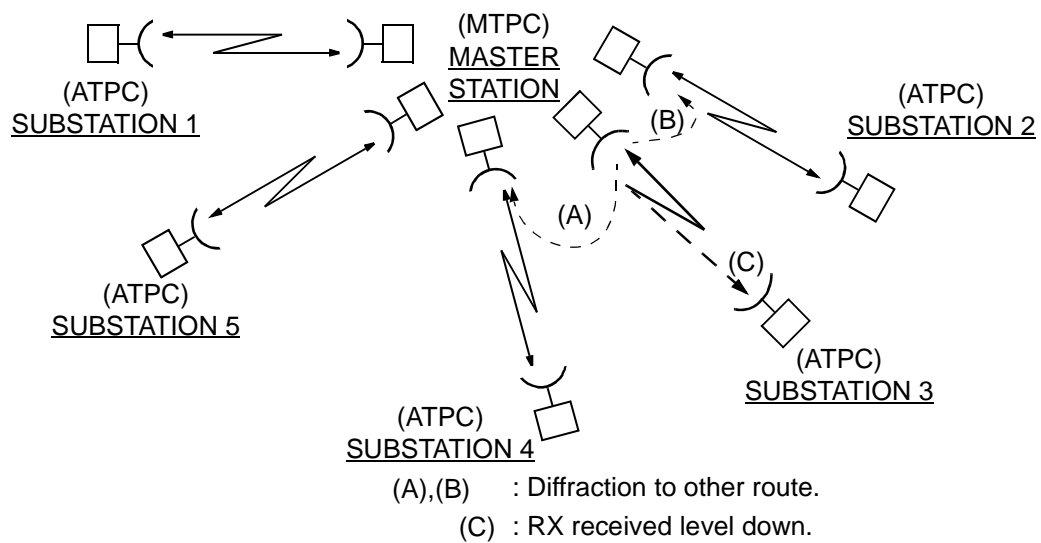 (MTPC)
MASTER
STATION
(ATPC)
SUBSTATION 1
(ATPC)
SUBSTATION 2
(B)
(A)
(C)
(ATPC)
SUBSTATION 5
(ATPC)
SUBSTATION 3
(ATPC)
SUBSTATION 4
(A),(B) : Diffraction to other route.
(C) : RX received level down.